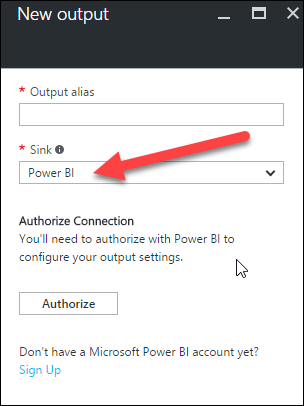 New output
* Output alias
* Sink
Power BI
Authorize Connection
You'll need to authorize with Power BI to
configure your output settings.
Authorize
Don't have a Microsoft Power BI account yet?
Sign Up